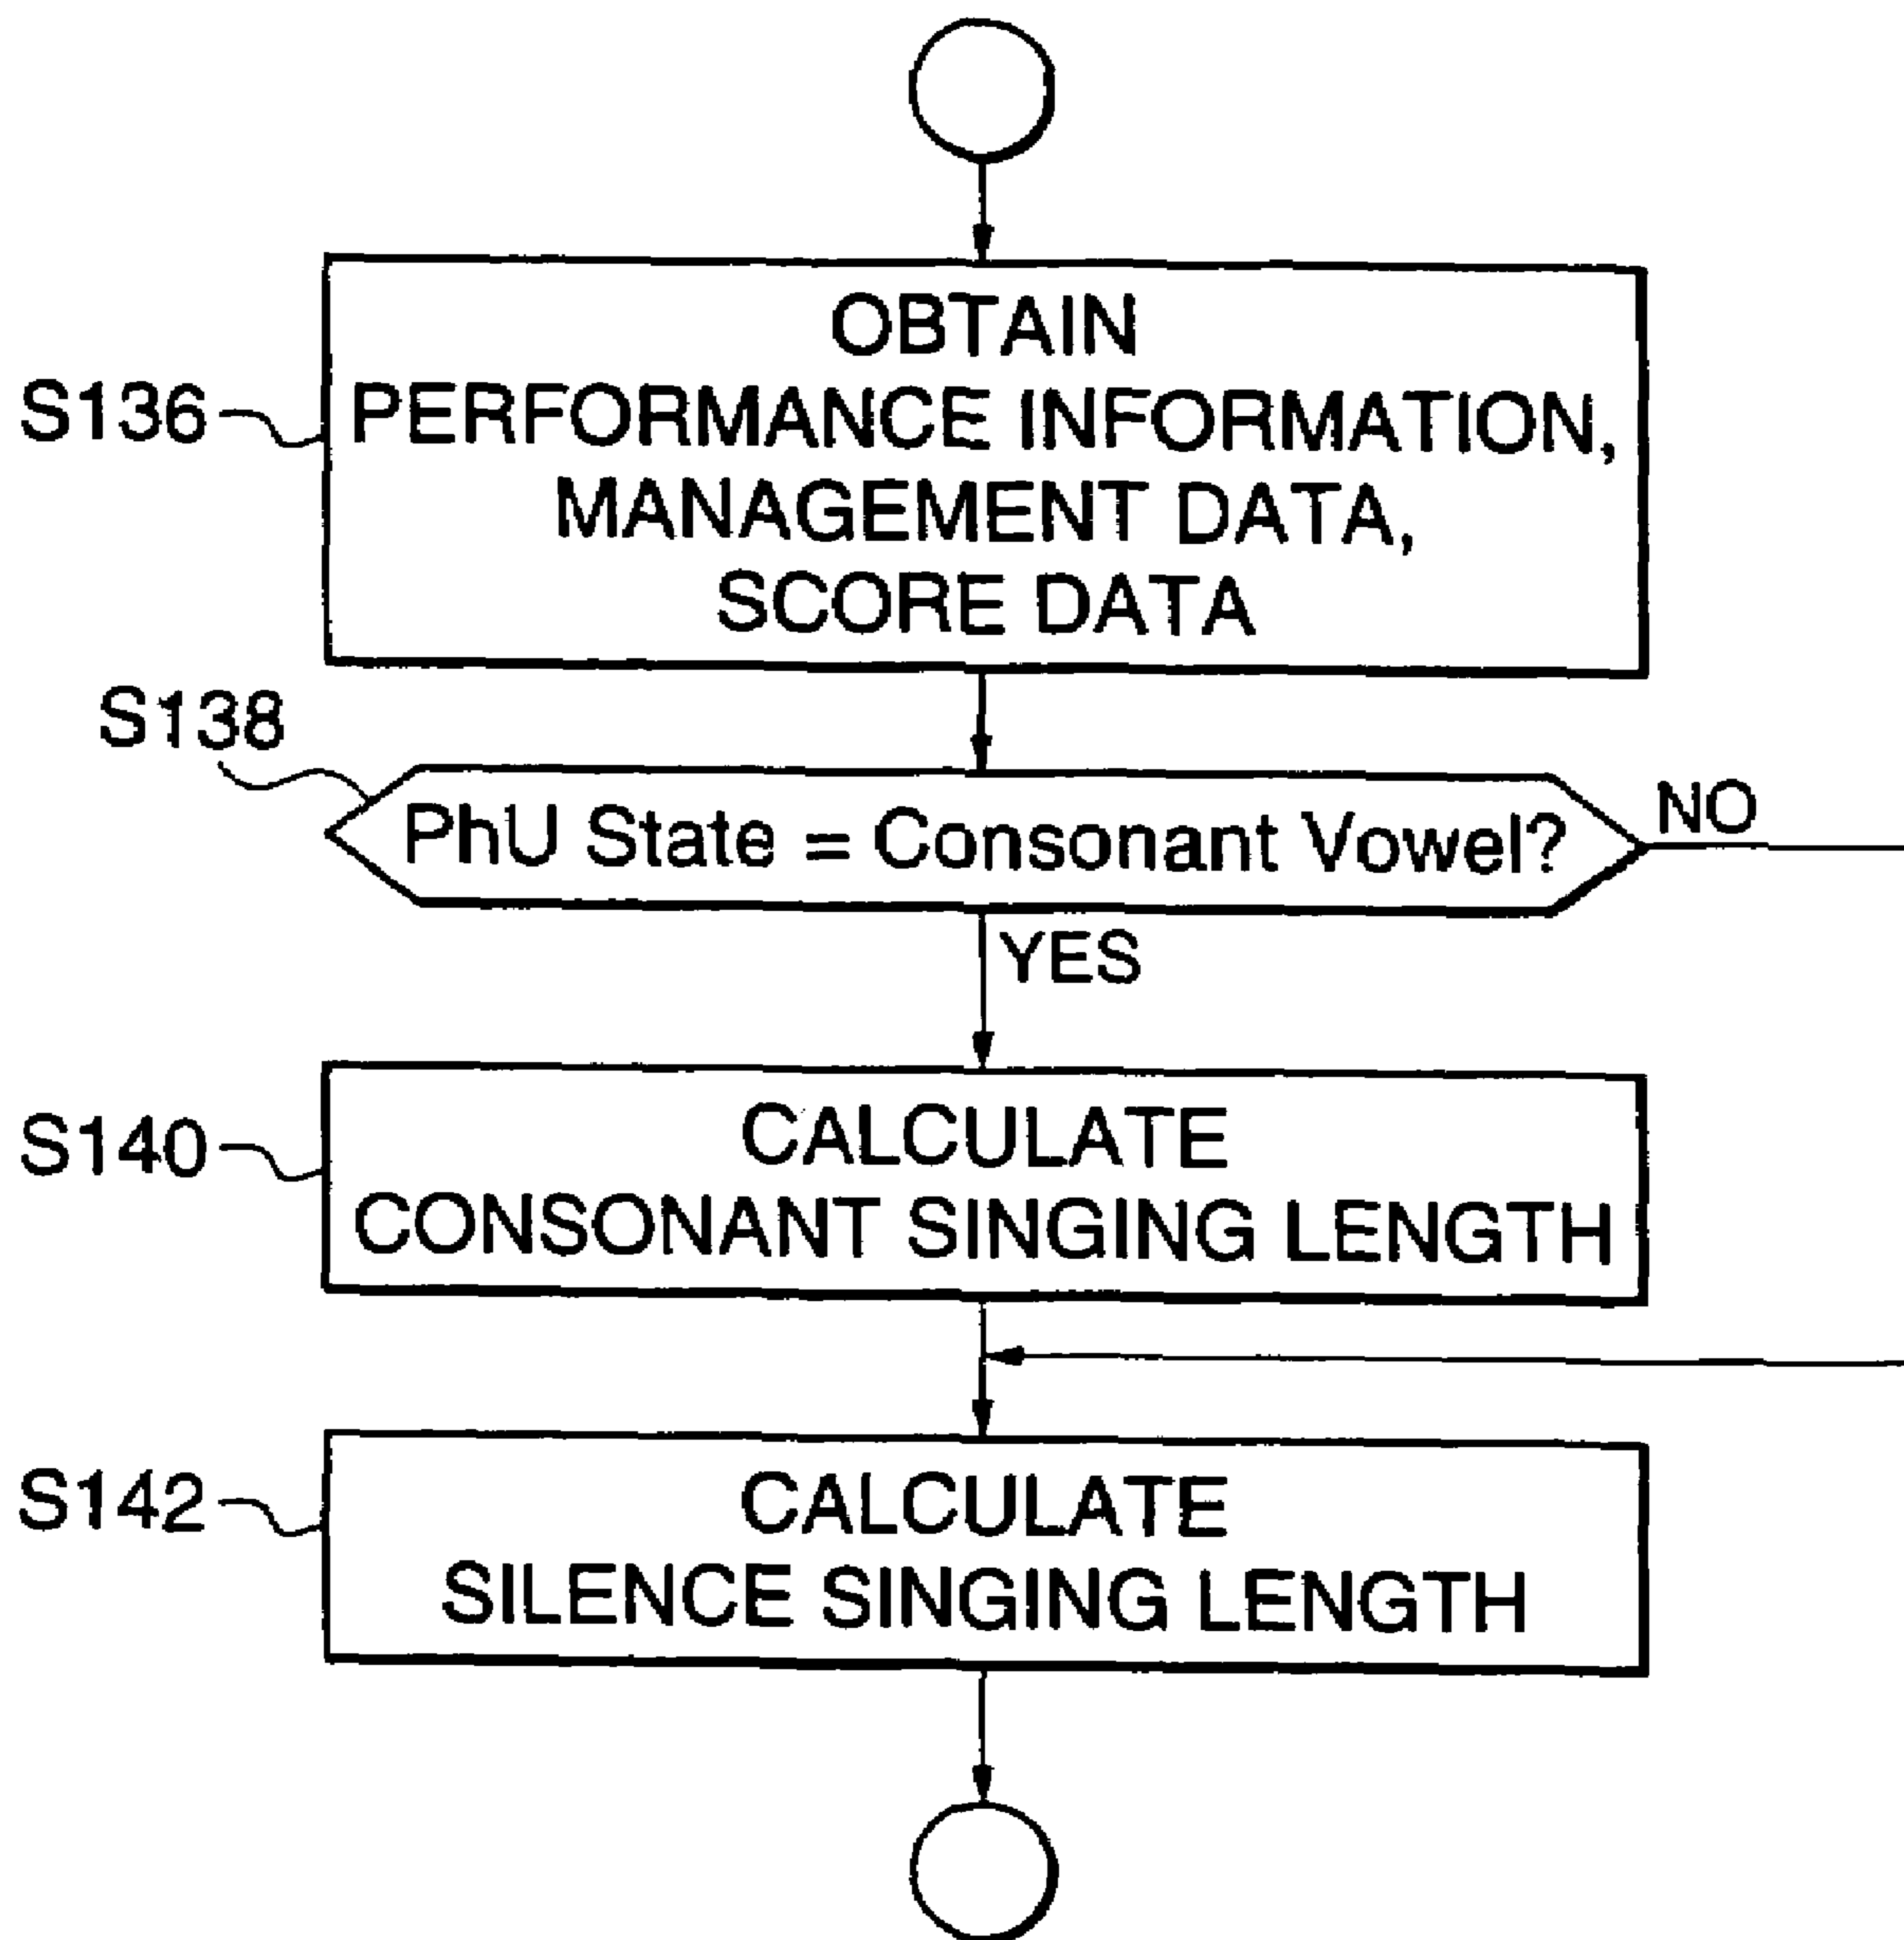 OBTAIN
S136 PERFORMANCE INFORMATION,
MANAGEMENT DATA,
SCORE DATA
S138
PhU State = Consonant Vowel?
NO
YES
CALCULATE
S140
CONSONANT SINGING LENGTH
CALCULATE
S142
SILENCE SINGING LENGTH